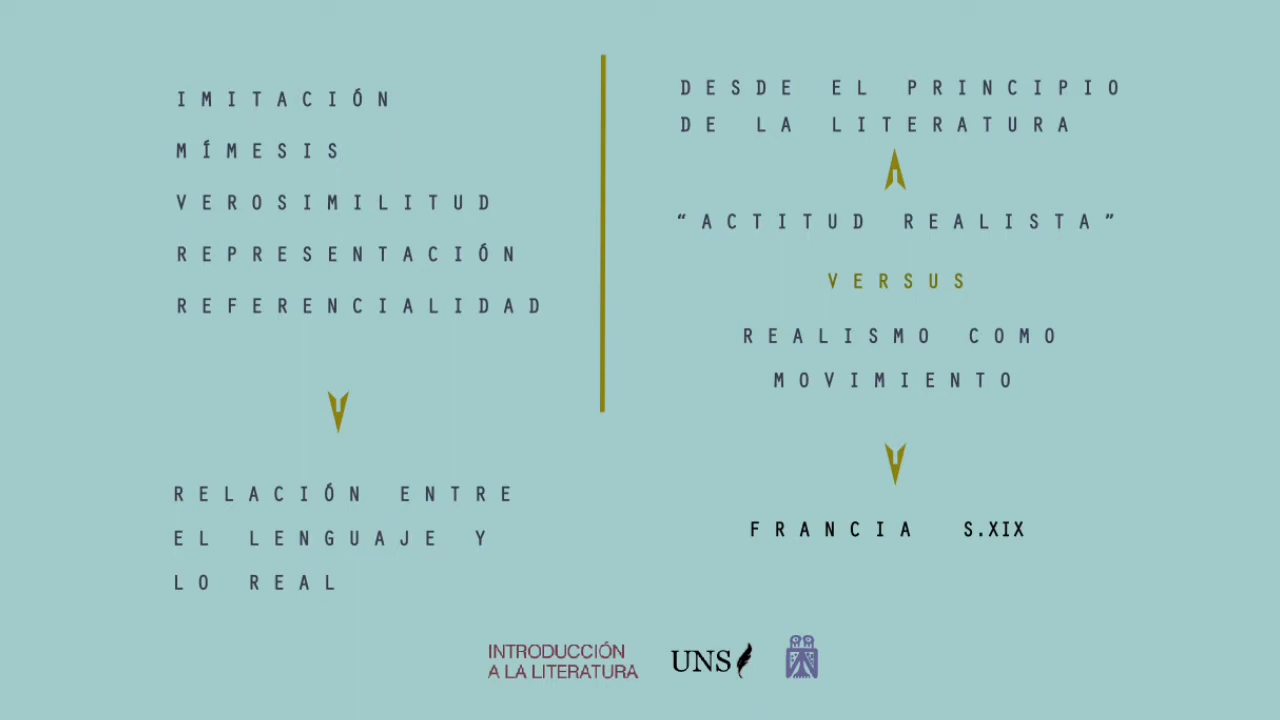 IMITACIÓN
MÍMESIS
VEROSIMILITUD
REPRESENTACIÓN
REFERENCIALIDAD
RELACIÓN ENTRE
EL LENGUAJE Y
LO REAL
DESDE EL PRINCIPIO
DE LA LITERATURA
“ACTITUD REALISTA”
VERSUS
REALISMO COMO
MOVIMIENTO
FRANCIA S.XIX
INTRODUCCIÓN
A LA LITERATURA
UNS